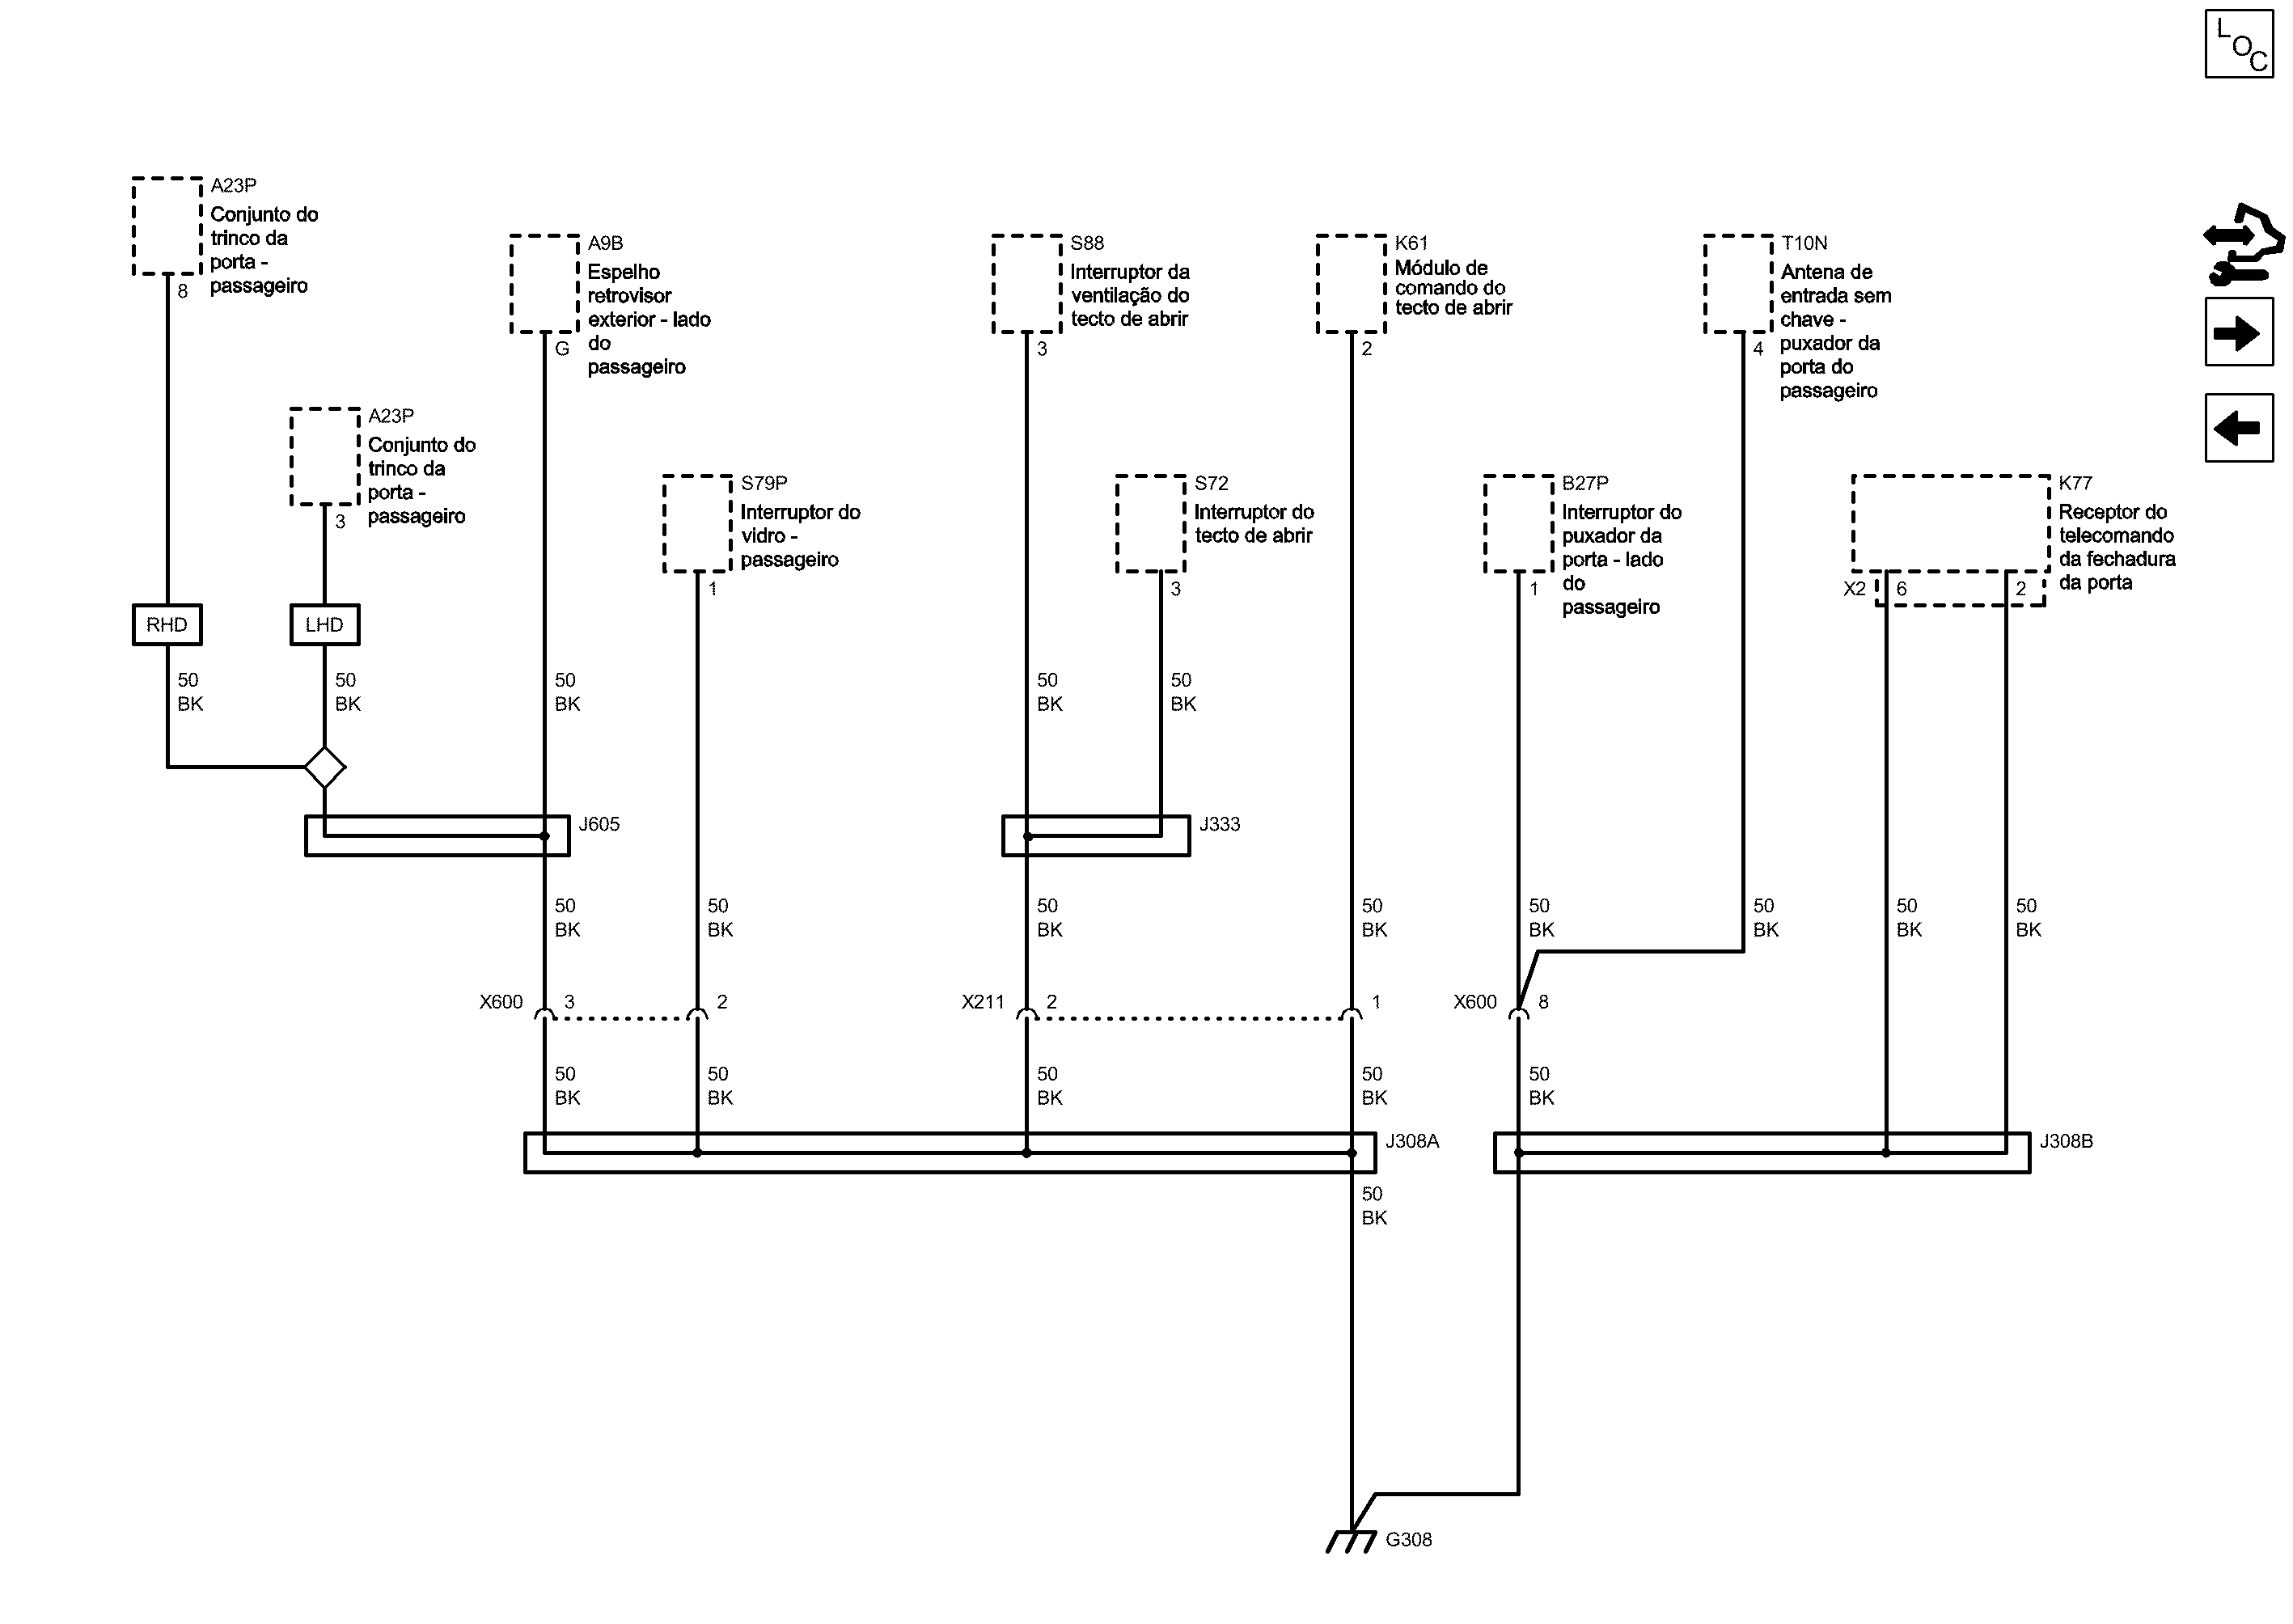 LOC
A23P
Conjunto do
trinco da
porta -
passageiro
8
A9B
Espelho
retrovisor
exterior - lado
do
passageiro
G
S88
Interruptor da
ventilação do
tecto de abrir
3
K61
Módulo de
comando do
tecto de abrir
2
T10N
Antena de
entrada sem
chave -
puxador da
porta do
passageiro
4
A23P
Conjunto do
trinco da
porta -
passageiro
3
S79P
Interruptor do
vidro -
passageiro
1
S72
Interruptor do
tecto de abrir
3
B27P
Interruptor do
puxador da
porta - lado
do
passageiro
1
K77
Receptor do
telecomando
da fechadura
da porta
X2 6 2
RHD LHD
50 50 50 50 50
BK BK BK BK BK
J605 J333
50 50 50 50 50 50 50 50
BK BK BK BK BK BK BK BK
X600 3 2 X211 2 1 X600 8
50 50 50 50 50
BK BK BK BK BK
J308A J308B
50
BK
G308